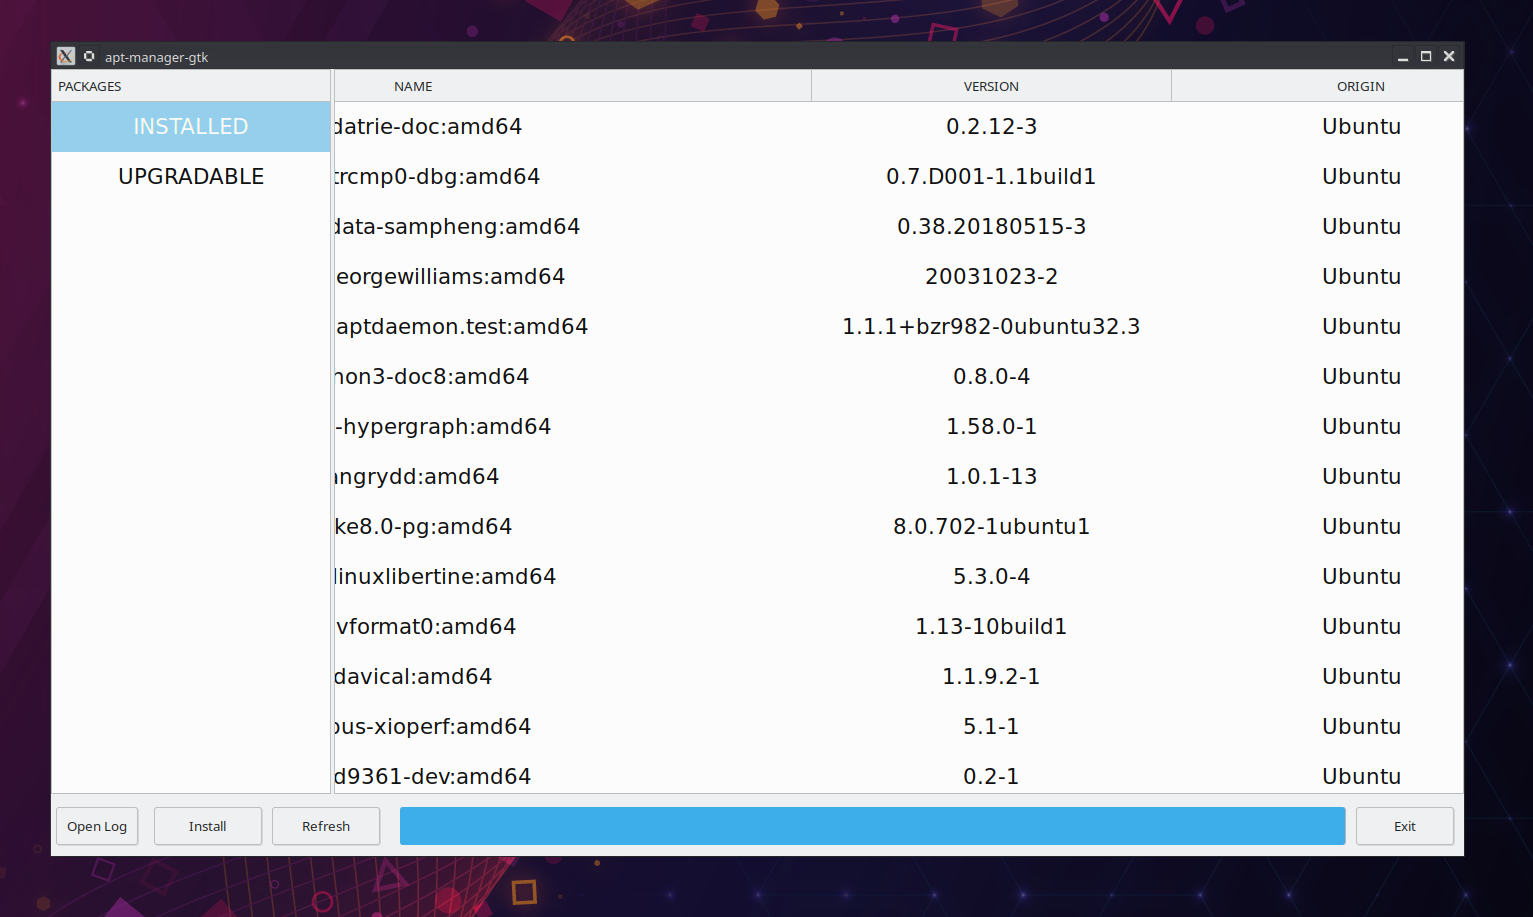 apt-manager-gtk
PACKAGES NAME VERSION ORIGIN
INSTALLED datrie-doc:amd64 0.2.12-3 Ubuntu
UPGRADABLE trcmp0-dbg:amd64 0.7.D001-1.1build1 Ubuntu
data-sampheng:amd64 0.38.20180515-3 Ubuntu
eorgewilliams:amd64 20031023-2 Ubuntu
aptdaemon.test:amd64 1.1.1+bzr982-0ubuntu32.3 Ubuntu
hon3-doc8:amd64 0.8.0-4 Ubuntu
-hypergraph:amd64 1.58.0-1 Ubuntu
angrydd:amd64 1.0.1-13 Ubuntu
ke8.0-pg:amd64 8.0.702-1ubuntu1 Ubuntu
linuxlibertine:amd64 5.3.0-4 Ubuntu
vformat0:amd64 1.13-10build1 Ubuntu
davical:amd64 1.1.9.2-1 Ubuntu
ous-xioperf:amd64 5.1-1 Ubuntu
d9361-dev:amd64 0.2-1 Ubuntu
Open Log Install Refresh Exit